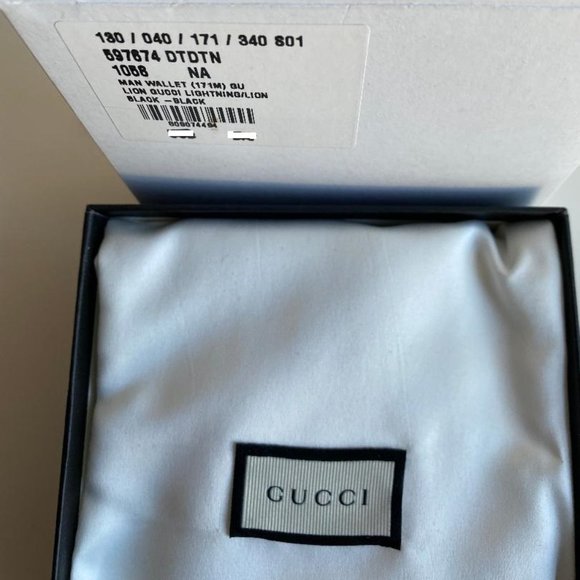 130 / 040 / 171 / 340 S01
597674 DTDTN
1058 NA
MAN WALLET (171M) GU
LION GUCCI LIGHTNING/LION
BLACK -BLACK
GUCCI